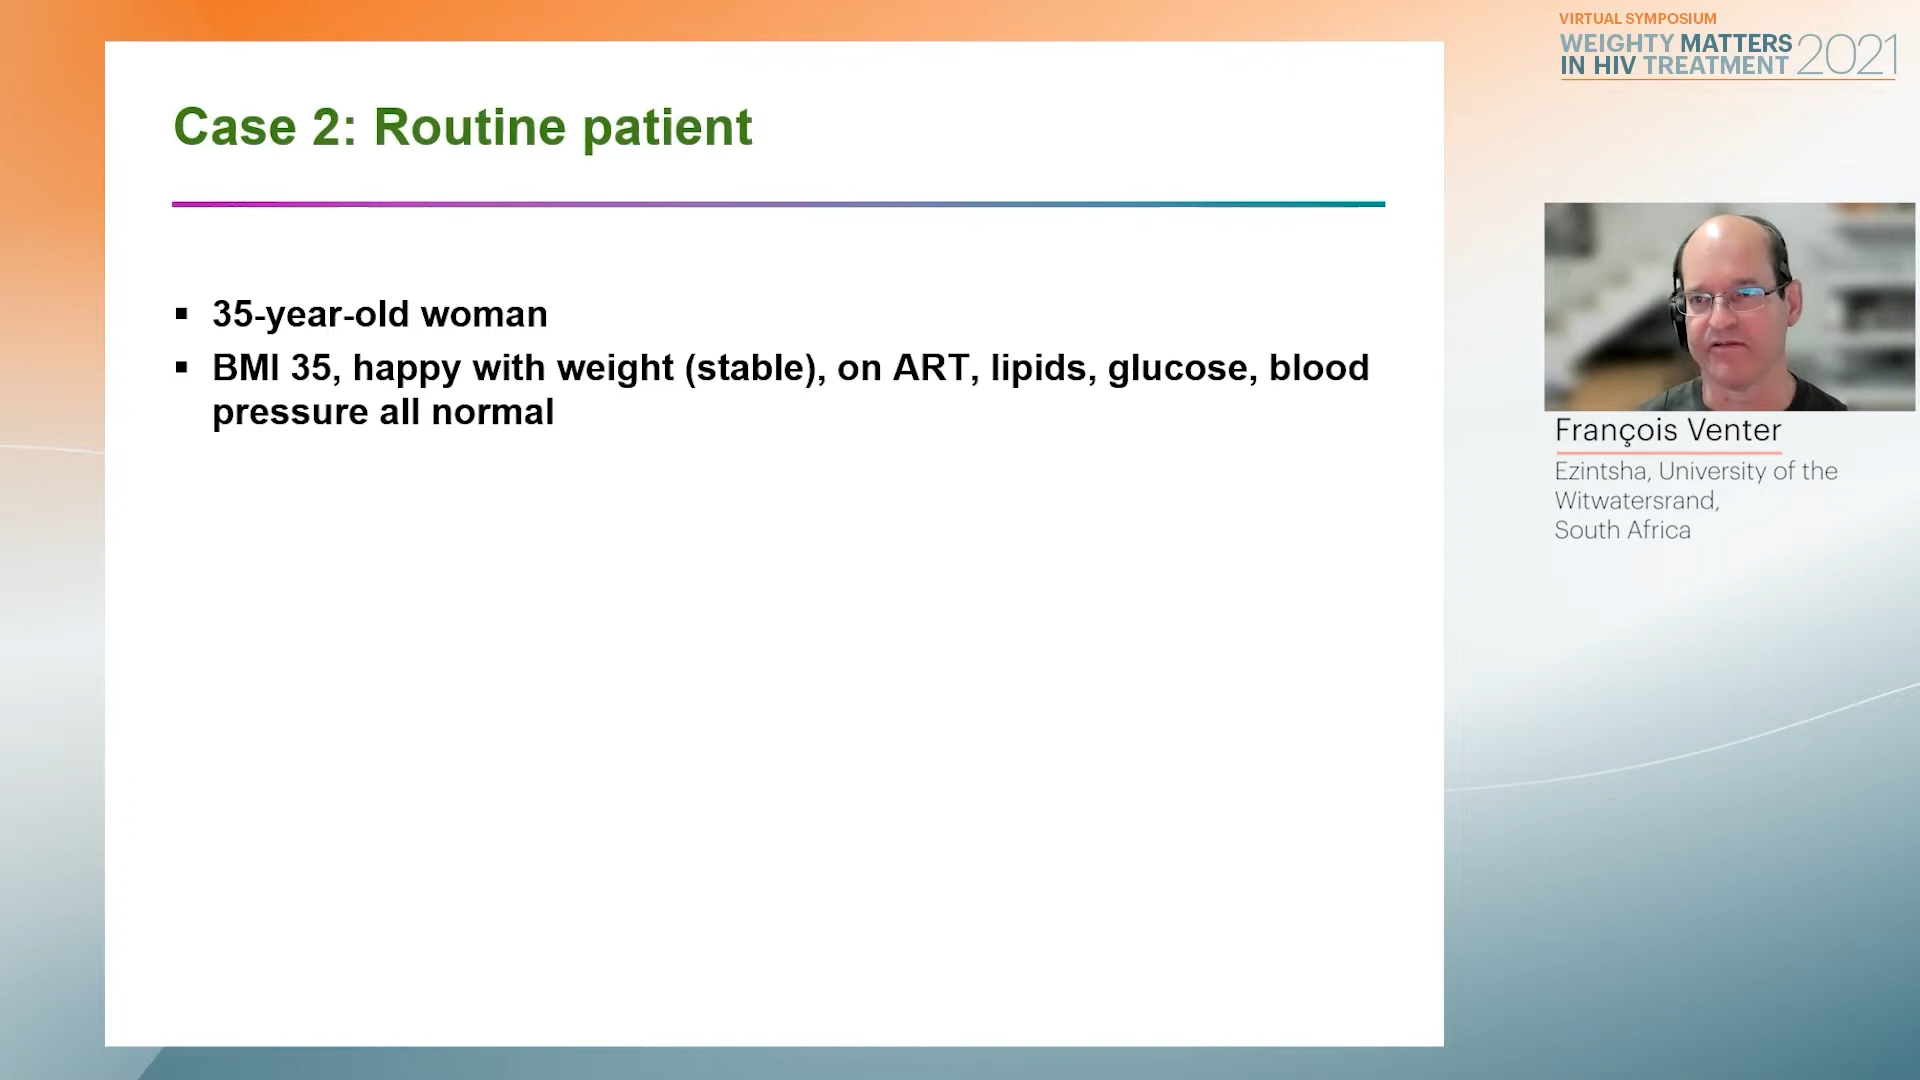 VIRTUAL SYMPOSIUM
WEIGHTY MATTERS
IN HIV TREATMENT 2021
Case 2: Routine patient
▪ 35-year-old woman
▪ BMI 35, happy with weight (stable), on ART, lipids, glucose, blood
pressure all normal
François Venter
Ezintsha, University of the
Witwatersrand,
South Africa